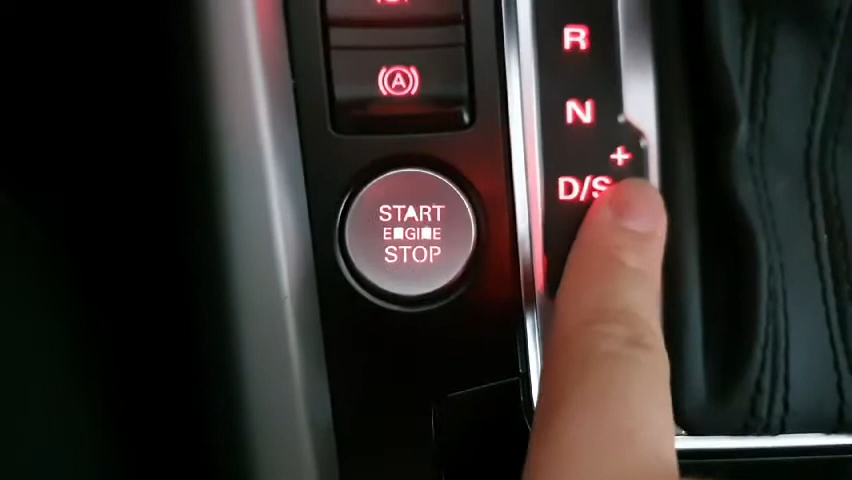 R
A
N
+
D/S
START
ENGINE
STOP